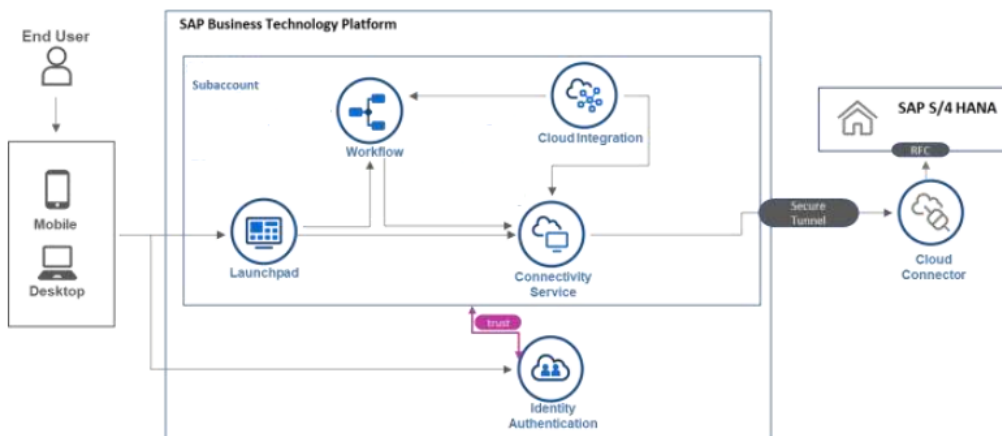 SAP Business Technology Platform
End User
Subaccount
Workflow
Cloud Integration
SAP S/4 HANA
RFC
Mobile
Desktop
Launchpad
Connectivity
Service
Secure
Tunnel
Cloud
Connector
trust
Identity
Authentication